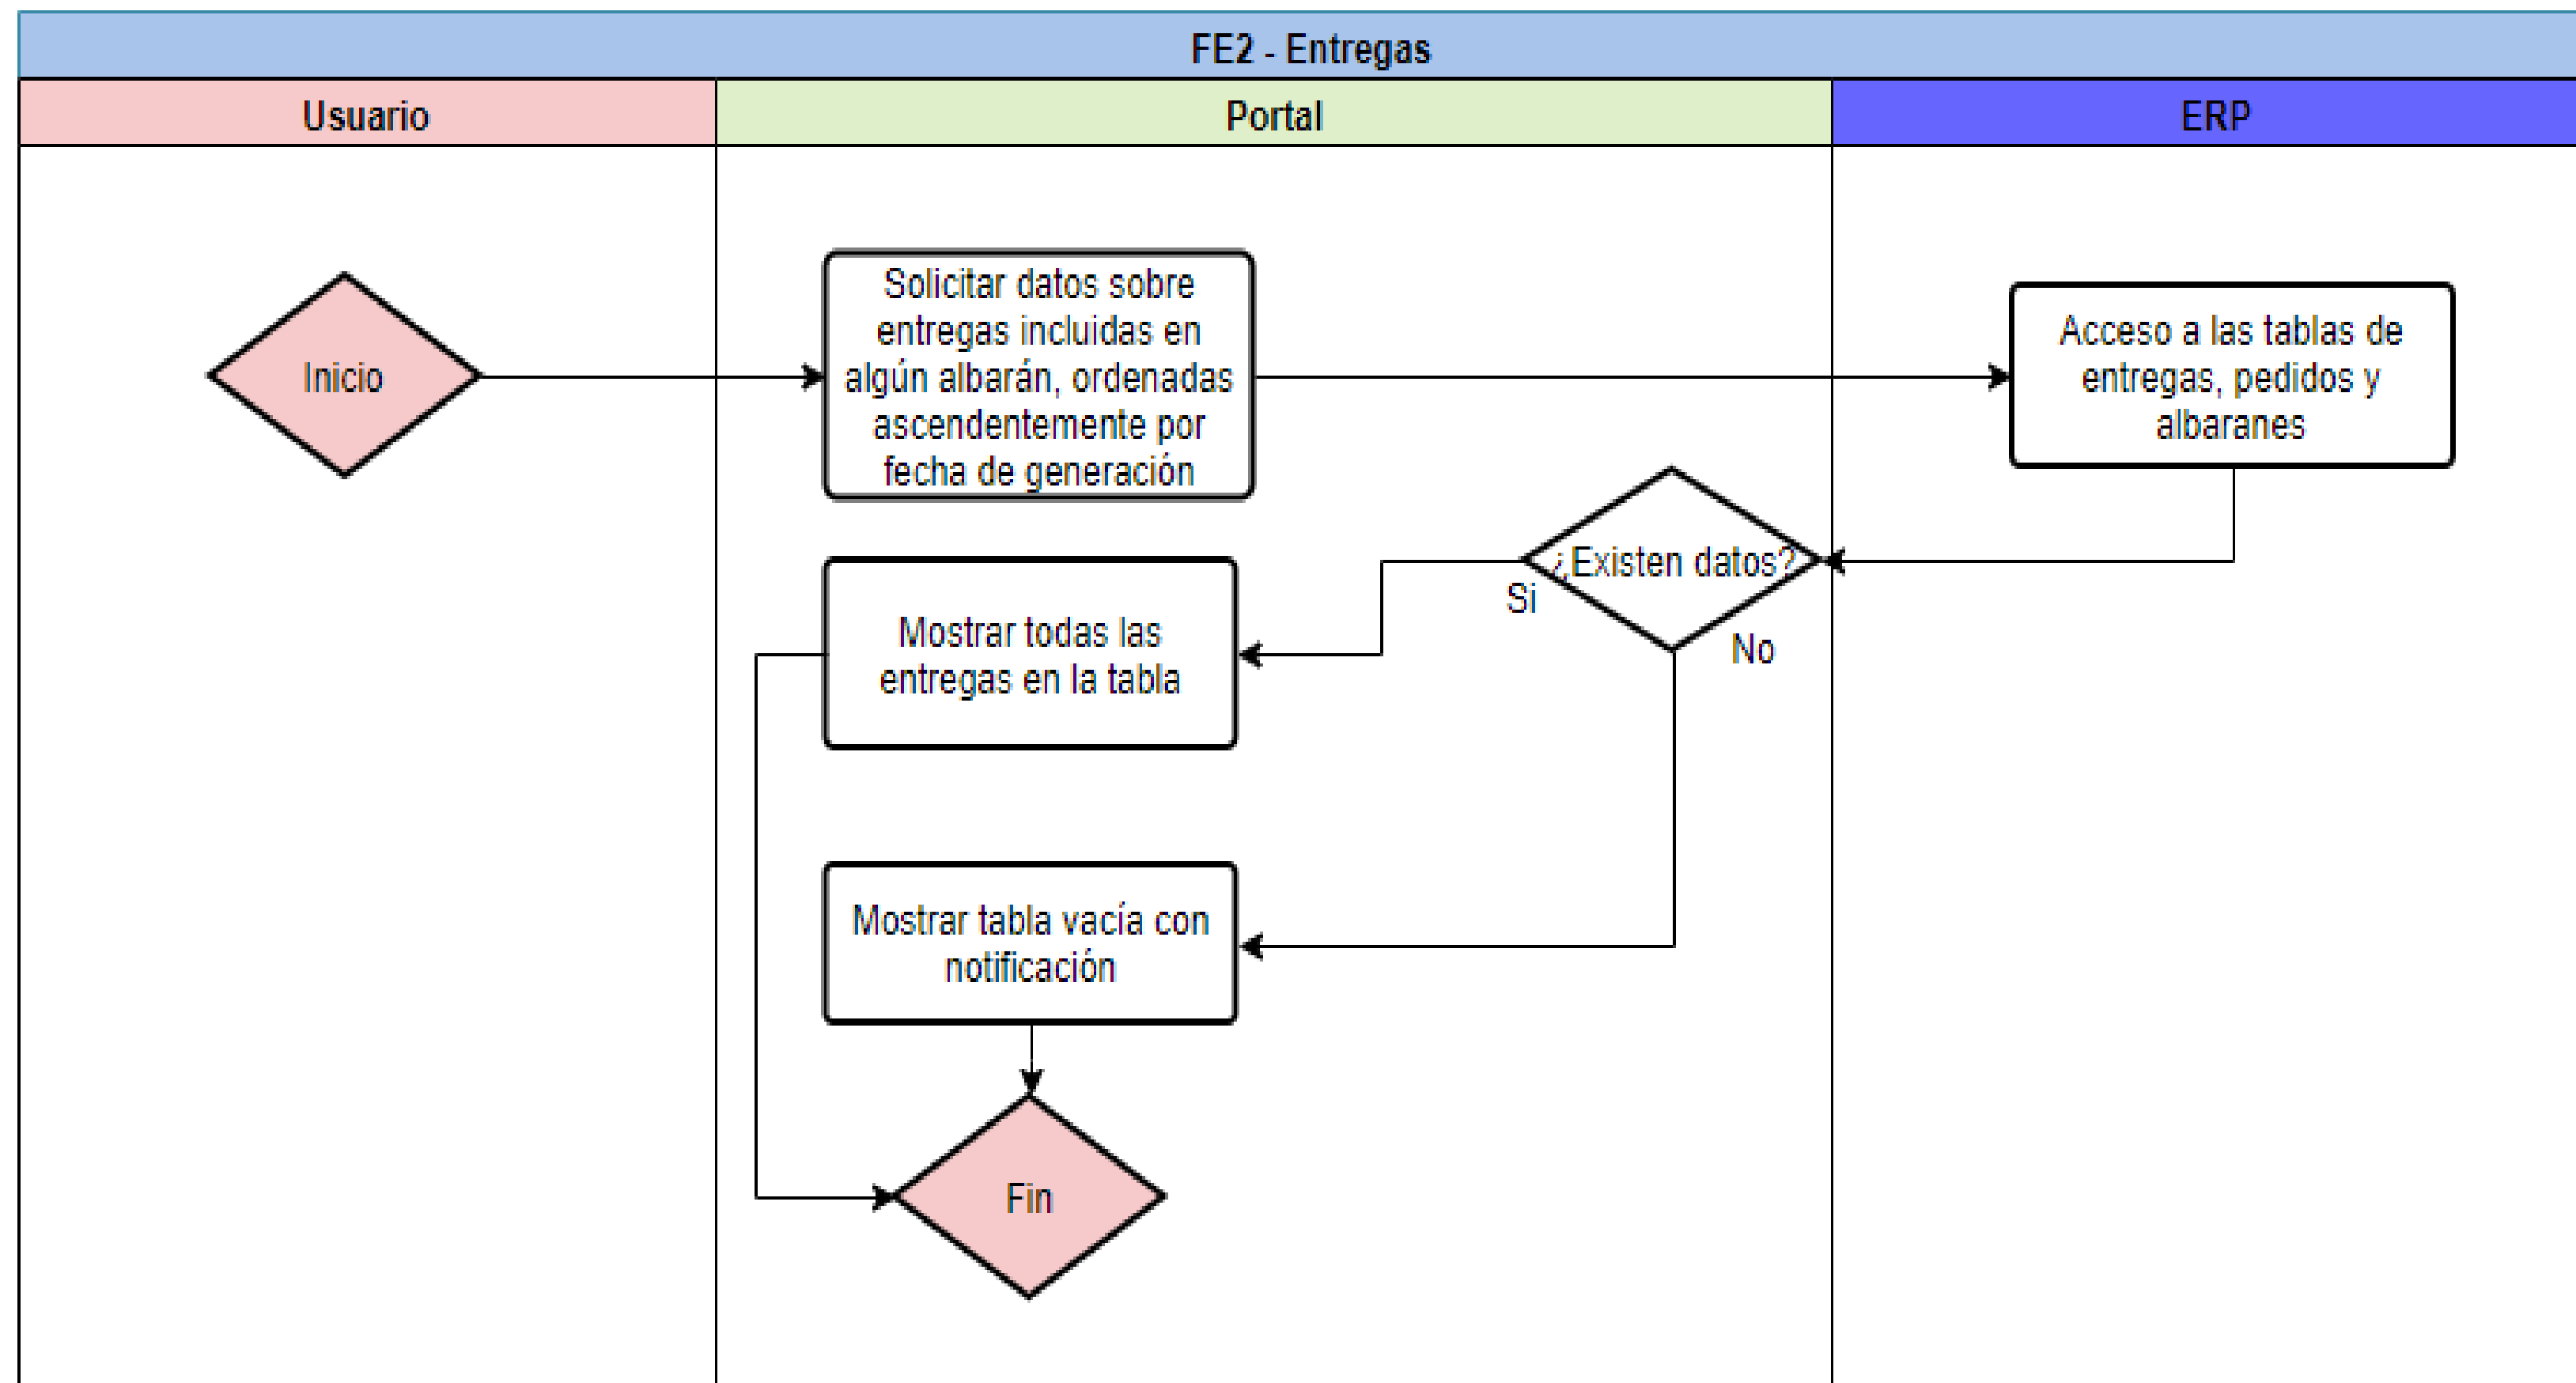 FE2 - Entregas
Usuario
Portal
ERP
Inicio
Solicitar datos sobre
entregas incluidas en
algún albarán, ordenadas
ascendentemente por
fecha de generación
Acceso a las tablas de
entregas, pedidos y
albaranes
¿Existen datos?
Si
No
Mostrar todas las
entregas en la tabla
Mostrar tabla vacía con
notificación
Fin